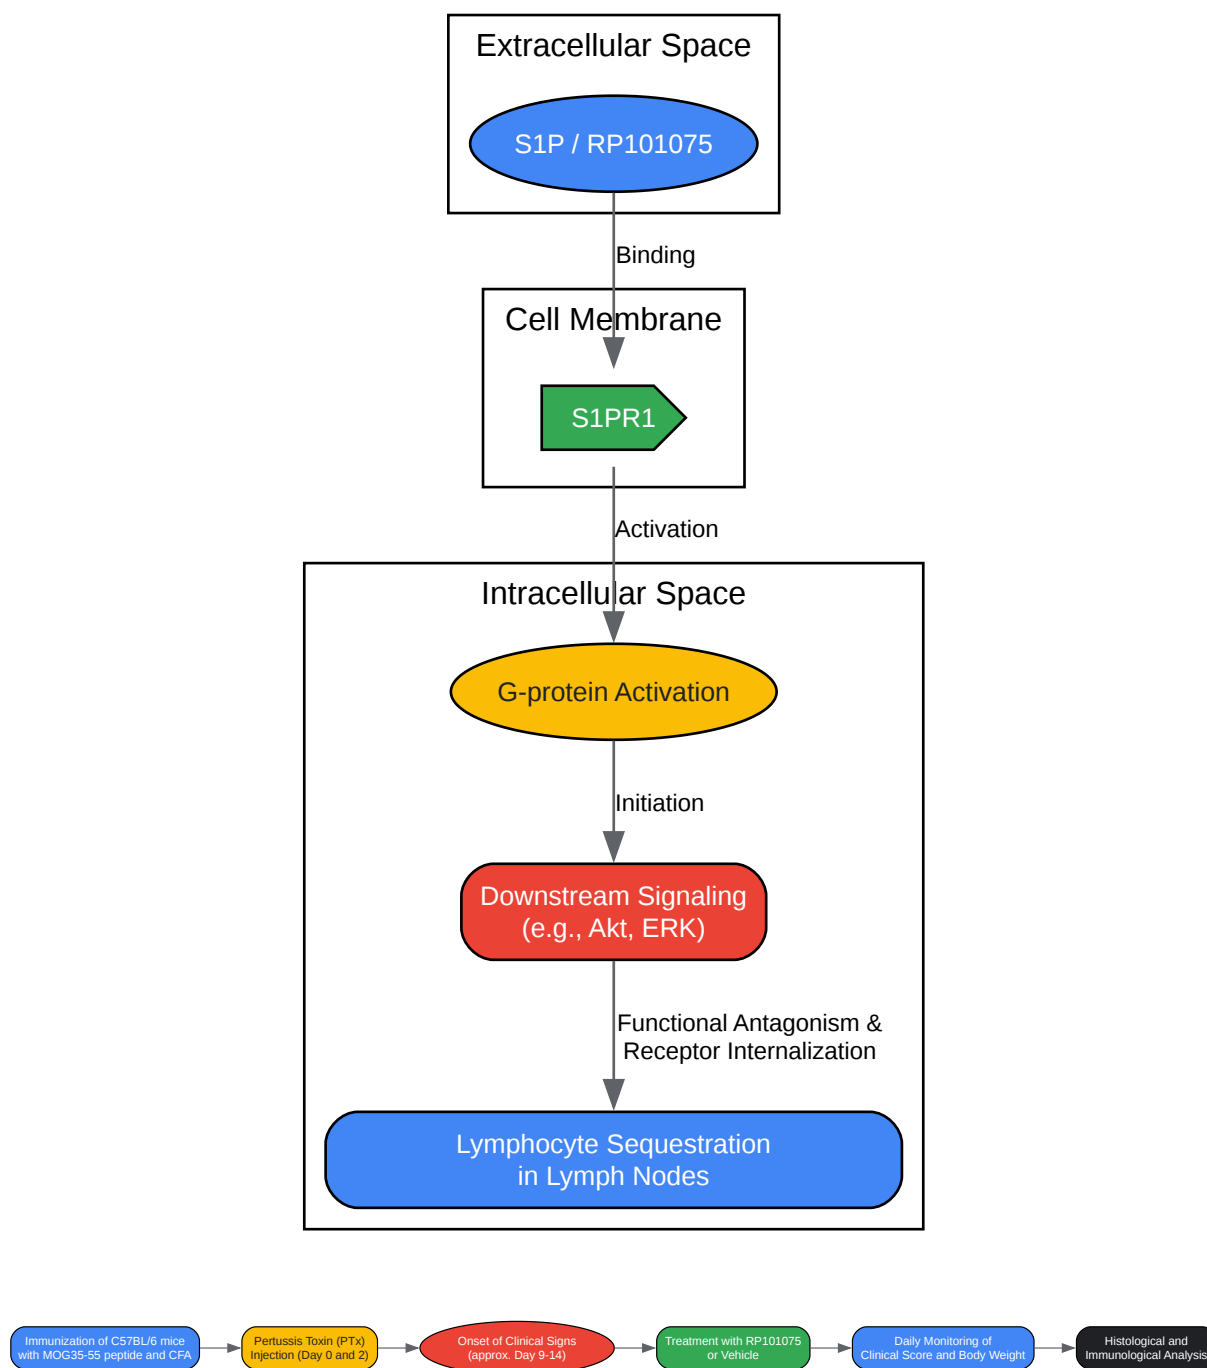 Extracellular Space
S1P / RP101075
Binding
Cell Membrane
S1PR1
Activation
Intracellular Space
G-protein Activation
Initiation
Downstream Signaling
(e.g., Akt, ERK)
Functional Antagonism &
Receptor Internalization
Lymphocyte Sequestration
in Lymph Nodes
Immunization of C57BL/6 mice
with MOG35-55 peptide and CFA
Pertussis Toxin (PTx)
Injection (Day 0 and 2)
Onset of Clinical Signs
(approx. Day 9-14)
Treatment with RP101075
or Vehicle
Daily Monitoring of
Clinical Score and Body Weight
Histological and
Immunological Analysis